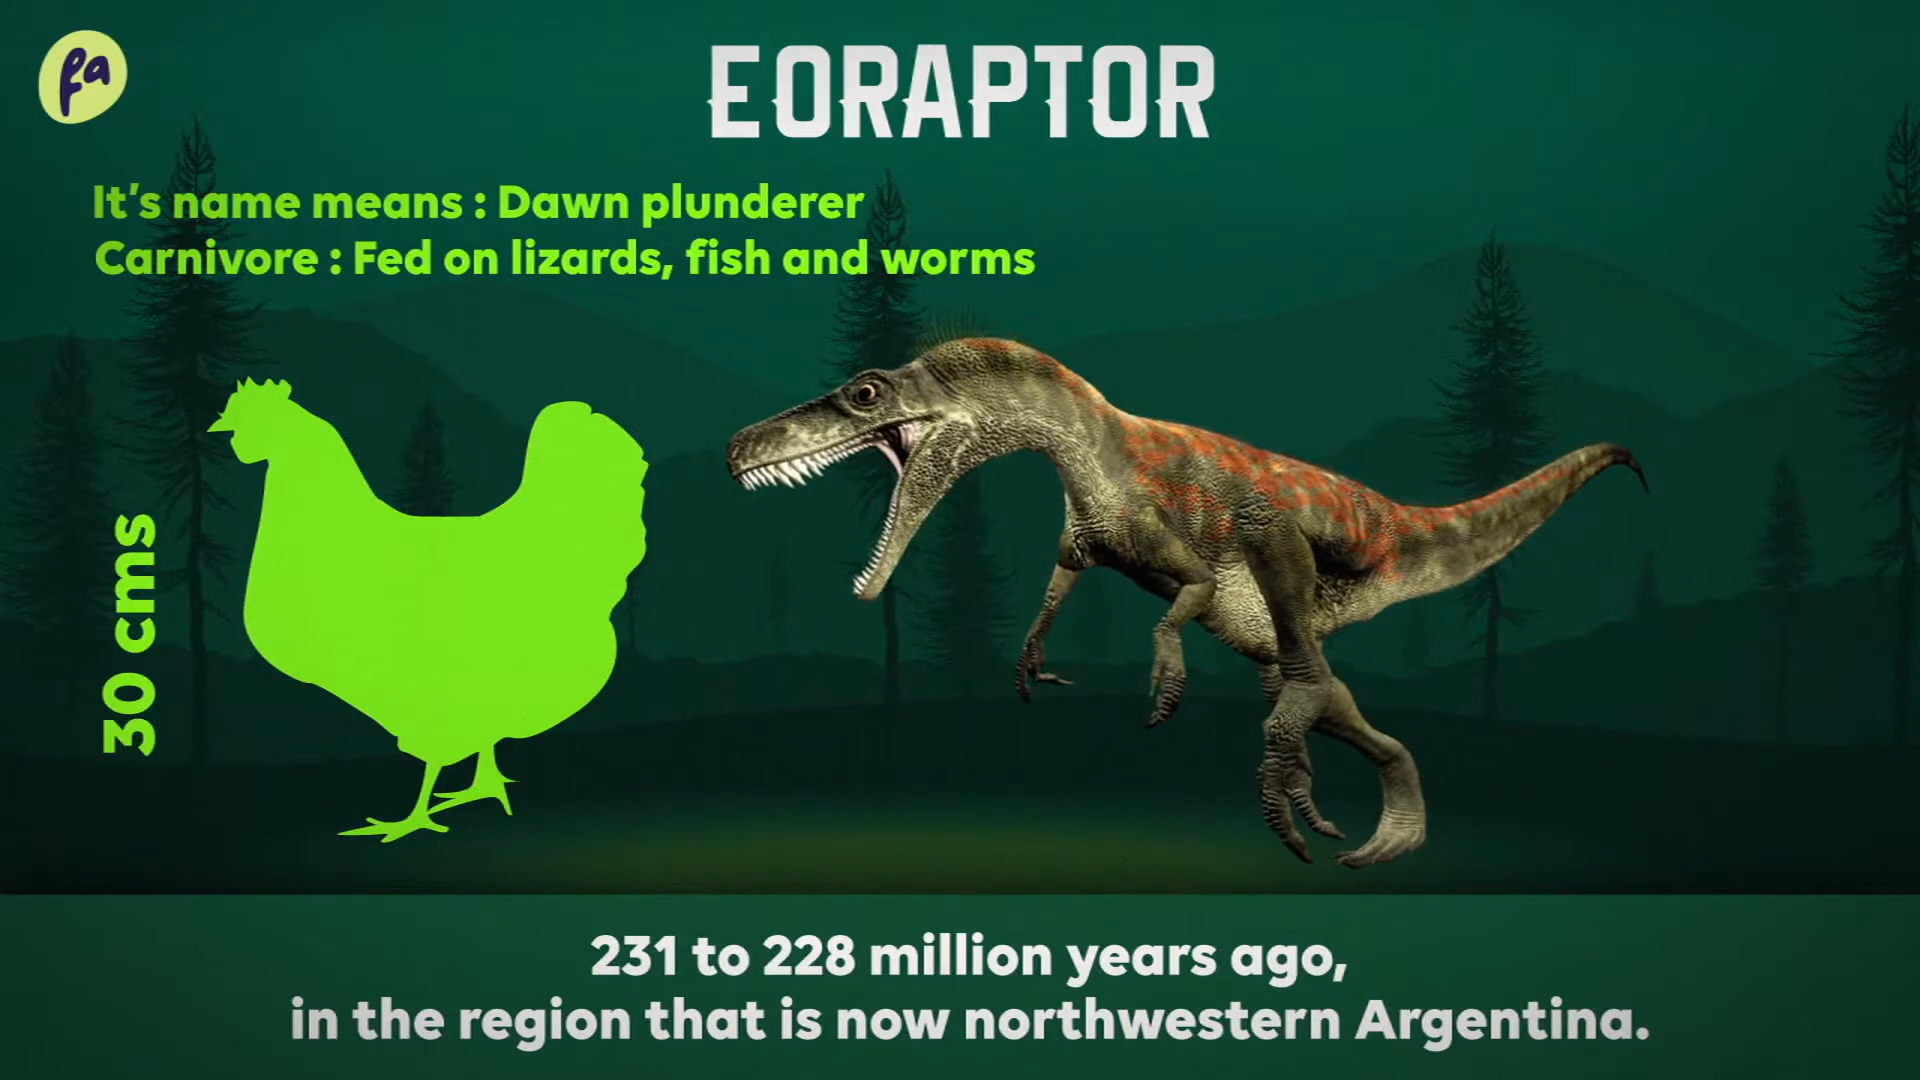 fa
EORAPTOR
It's name means : Dawn plunderer
Carnivore : Fed on lizards, fish and worms
30 cms
231 to 228 million years ago,
in the region that is now northwestern Argentina.